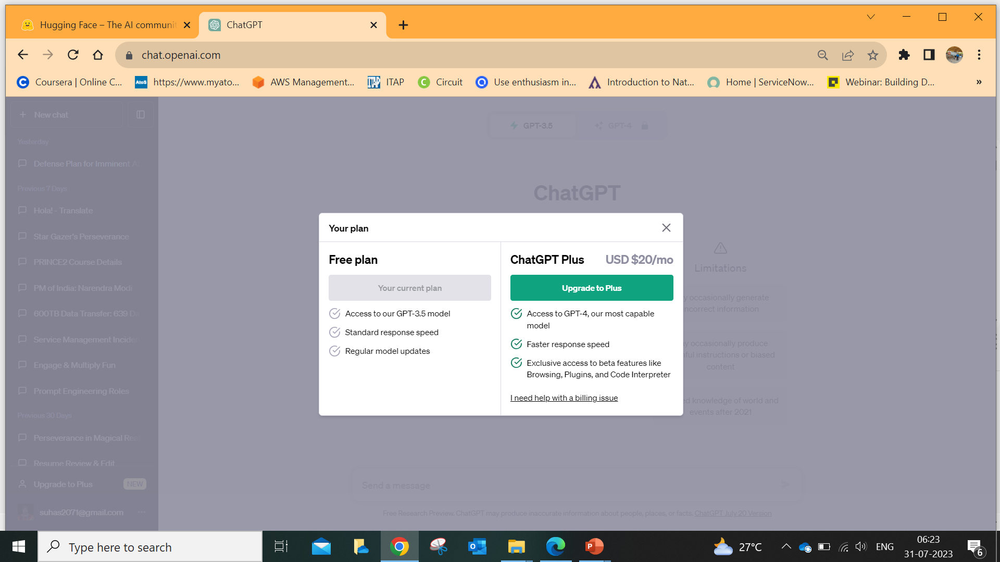 Hugging Face – The AI communit
ChatGPT
chat.openai.com
Coursera | Online C...
AtoS
https://www.myato...
AWS Management...
ITAP
ITAP
C
Circuit
Use enthusiasm in...
Introduction to Nat...
Home | ServiceNow...
Webinar: Building D...
»
New chat
Yesterday
Defense Plan for Imminent A
Previous 7 Days
Hola! - Translate
Star Gazer's Perseverance
PRINCE2 Course Details
PM of India: Narendra Modi
600TB Data Transfer: 639 Da
Service Management Inciden
Engage & Multiply Fun
Prompt Engineering Roles
Previous 30 Days
Perseverance in Magical Rea
Resume Review & Edit
Upgrade to Plus
NEW
suhas2071@gmail.com
GPT-3.5
GPT-4
ChatGPT
Your plan
Free plan
Your current plan
Access to our GPT-3.5 model
Standard response speed
Regular model updates
ChatGPT Plus USD $20/mo
Upgrade to Plus
Access to GPT-4, our most capable
model
Faster response speed
Exclusive access to beta features like
Browsing, Plugins, and Code Interpreter
I need help with a billing issue
Limitations
y occasionally generate
ncorrect information
y occasionally produce
ful instructions or biased
content
ed knowledge of world and
events after 2021
Send a message
Free Research Preview. ChatGPT may produce inaccurate information about people, places, or facts. ChatGPT July 20 Version
Type here to search
27°C
ENG
06:23
31-07-2023
6